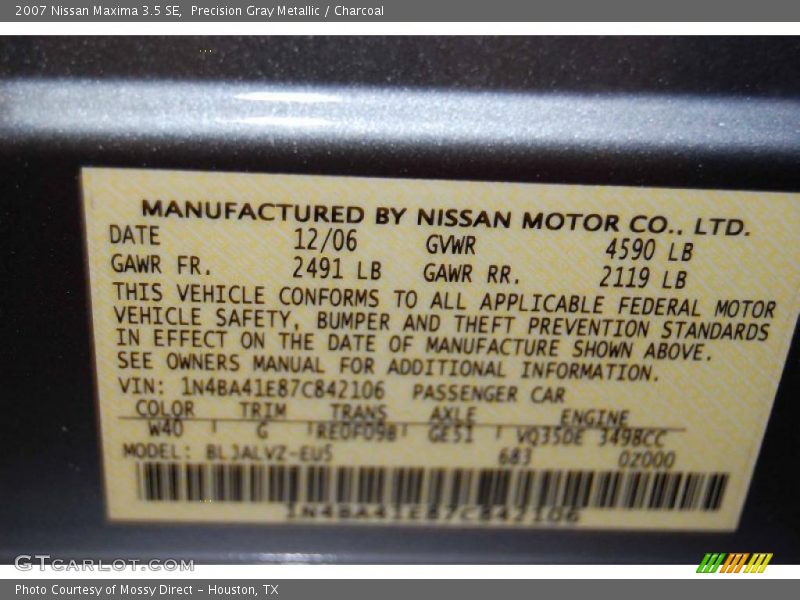 2007 Nissan Maxima 3.5 SE, Precision Gray Metallic / Charcoal
MANUFACTURED BY NISSAN MOTOR CO., LTD.
DATE 12/06 GVWR 4590 LB
GAWR FR. 2491 LB GAWR RR. 2119 LB
THIS VEHICLE CONFORMS TO ALL APPLICABLE FEDERAL MOTOR
VEHICLE SAFETY, BUMPER AND THEFT PREVENTION STANDARDS
IN EFFECT ON THE DATE OF MANUFACTURE SHOWN ABOVE.
SEE OWNERS MANUAL FOR ADDITIONAL INFORMATION.
VIN: 1N4BA41E87C842106 PASSENGER CAR
COLOR TRIM TRANS AXLE ENGINE
W40 G RE0F09B GE51 VQ35DE 3498CC
MODEL: BLJALVZ-EU5 683 0Z000
1N4BA41E87C842106
GTCARLOT.COM
Photo Courtesy of Mossy Direct - Houston, TX